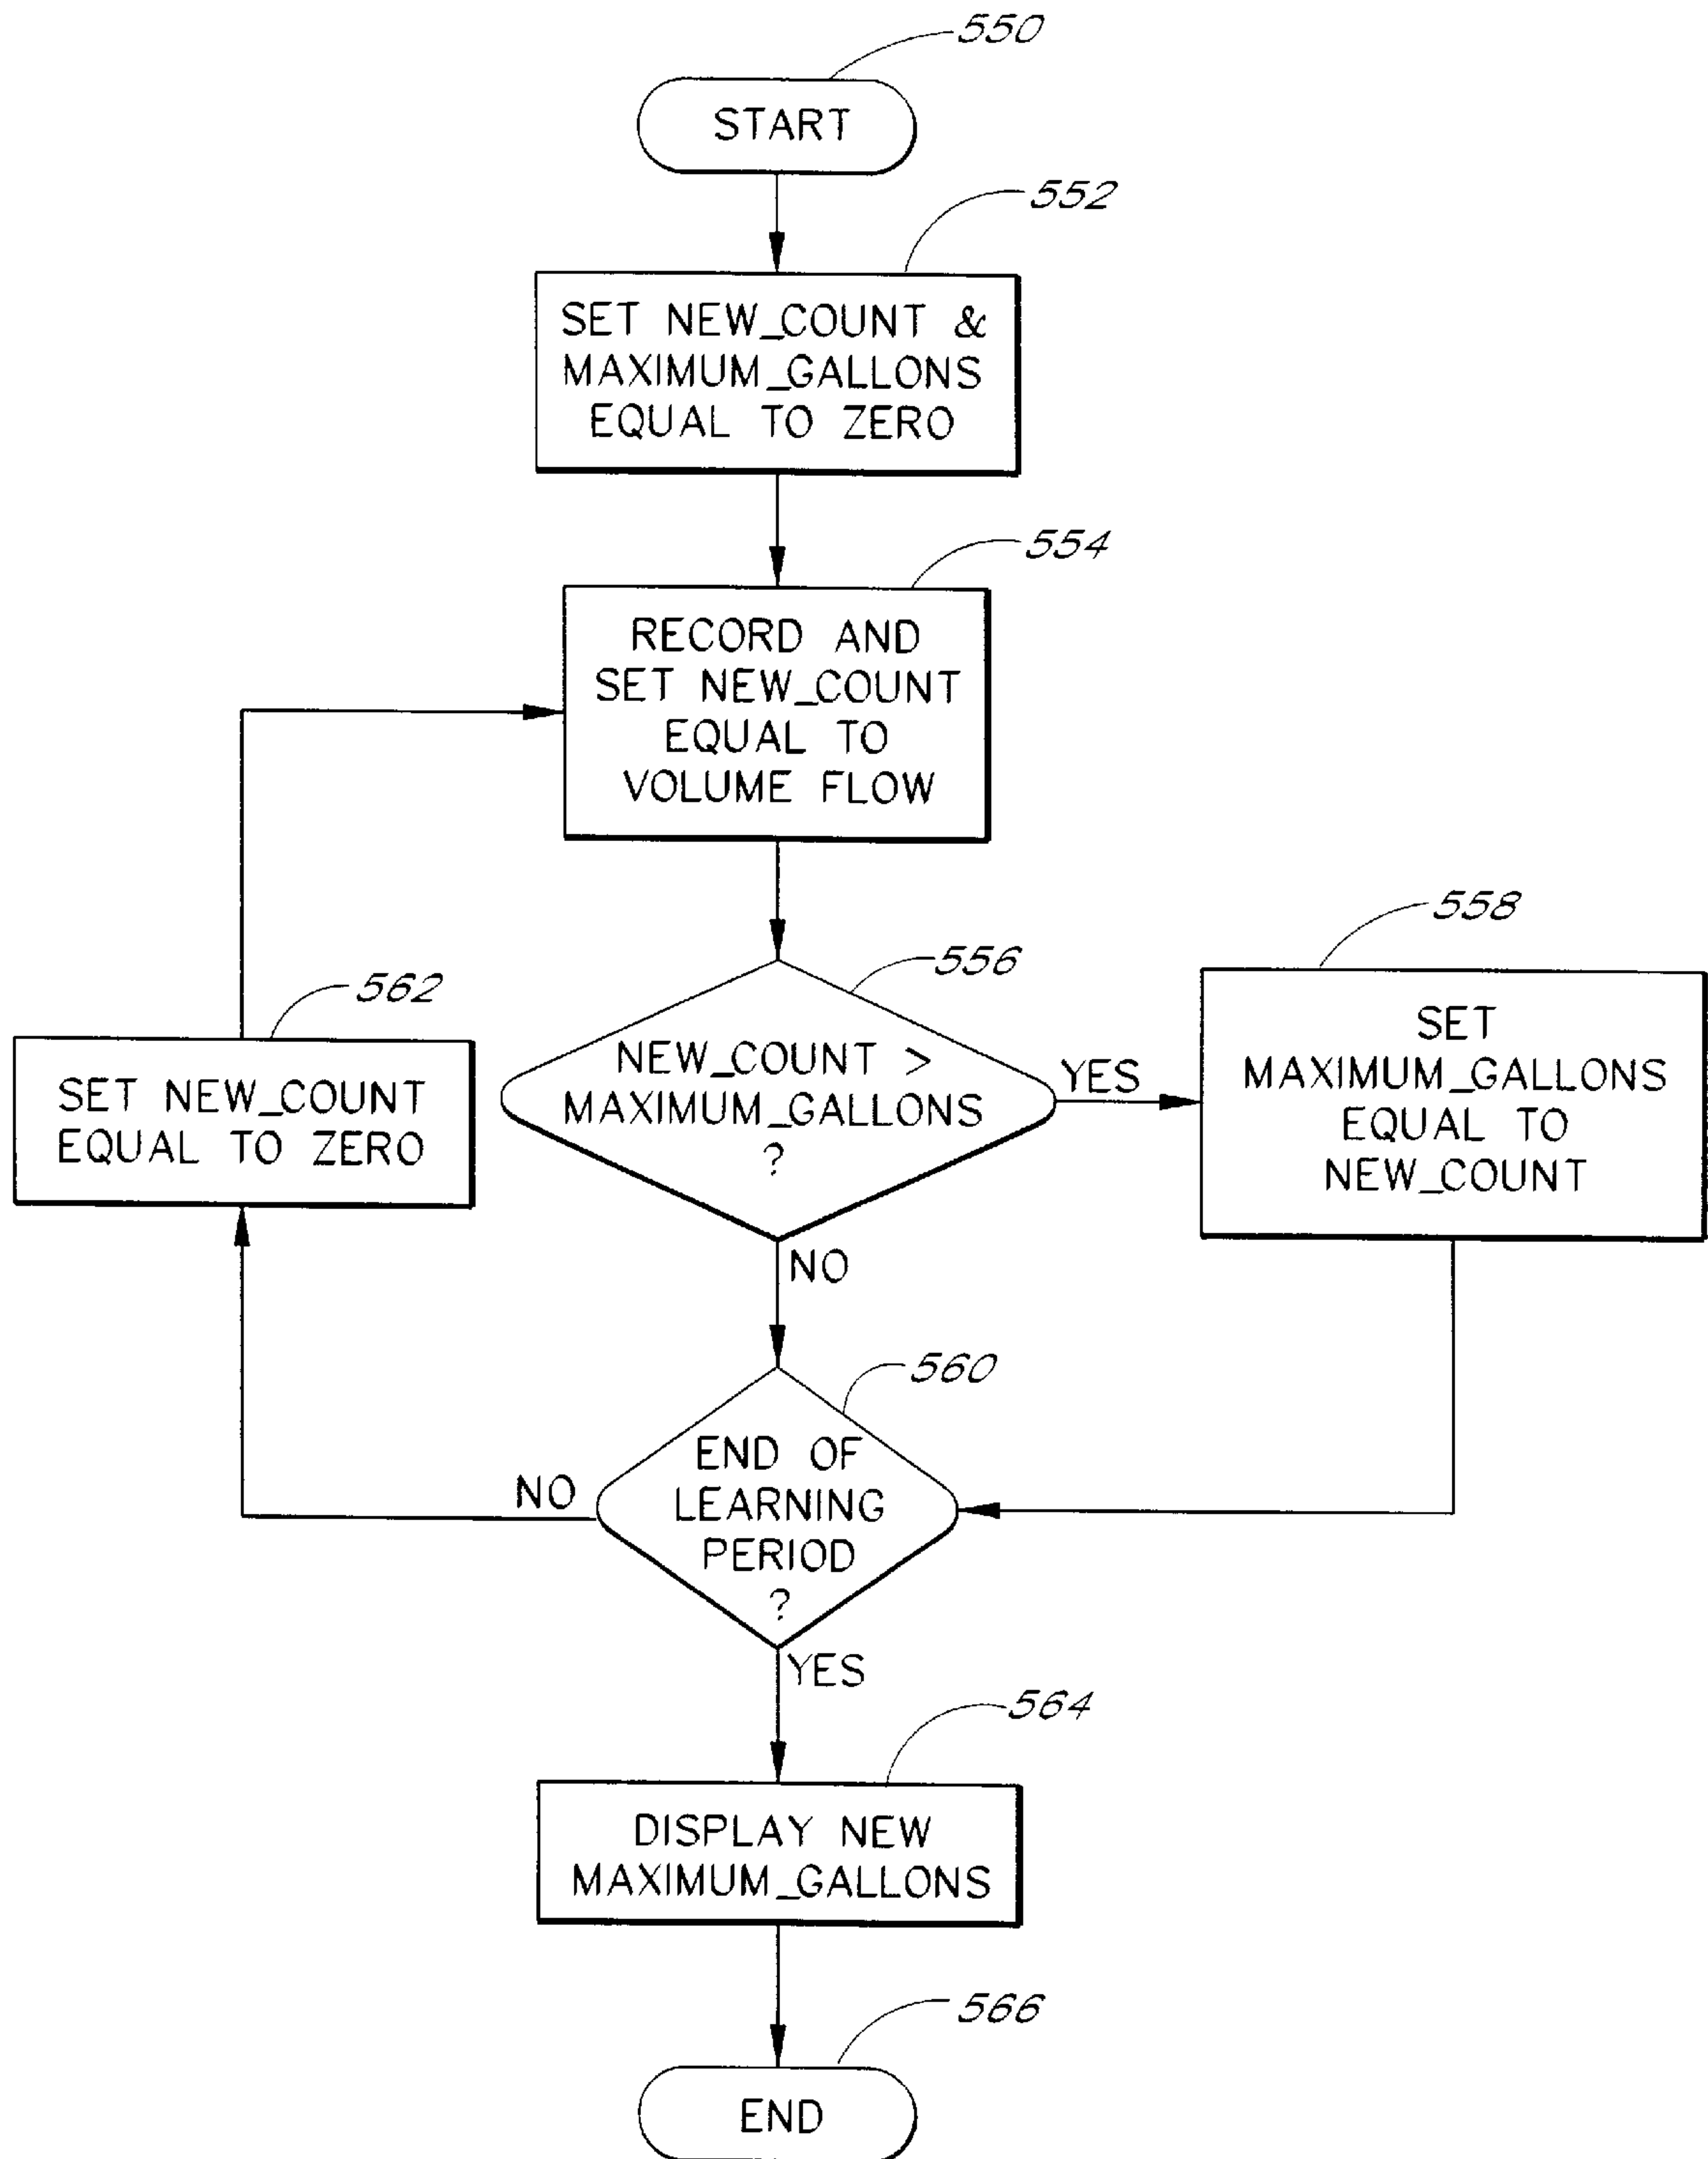 550
START
552
SET NEW_COUNT &
MAXIMUM_GALLONS
EQUAL TO ZERO
554
RECORD AND
SET NEW_COUNT
EQUAL TO
VOLUME FLOW
556
NEW_COUNT >
MAXIMUM_GALLONS
?
YES
558
SET
MAXIMUM_GALLONS
EQUAL TO
NEW_COUNT
562
SET NEW_COUNT
EQUAL TO ZERO
NO
560
END OF
LEARNING
PERIOD
?
NO
YES
564
DISPLAY NEW
MAXIMUM_GALLONS
566
END